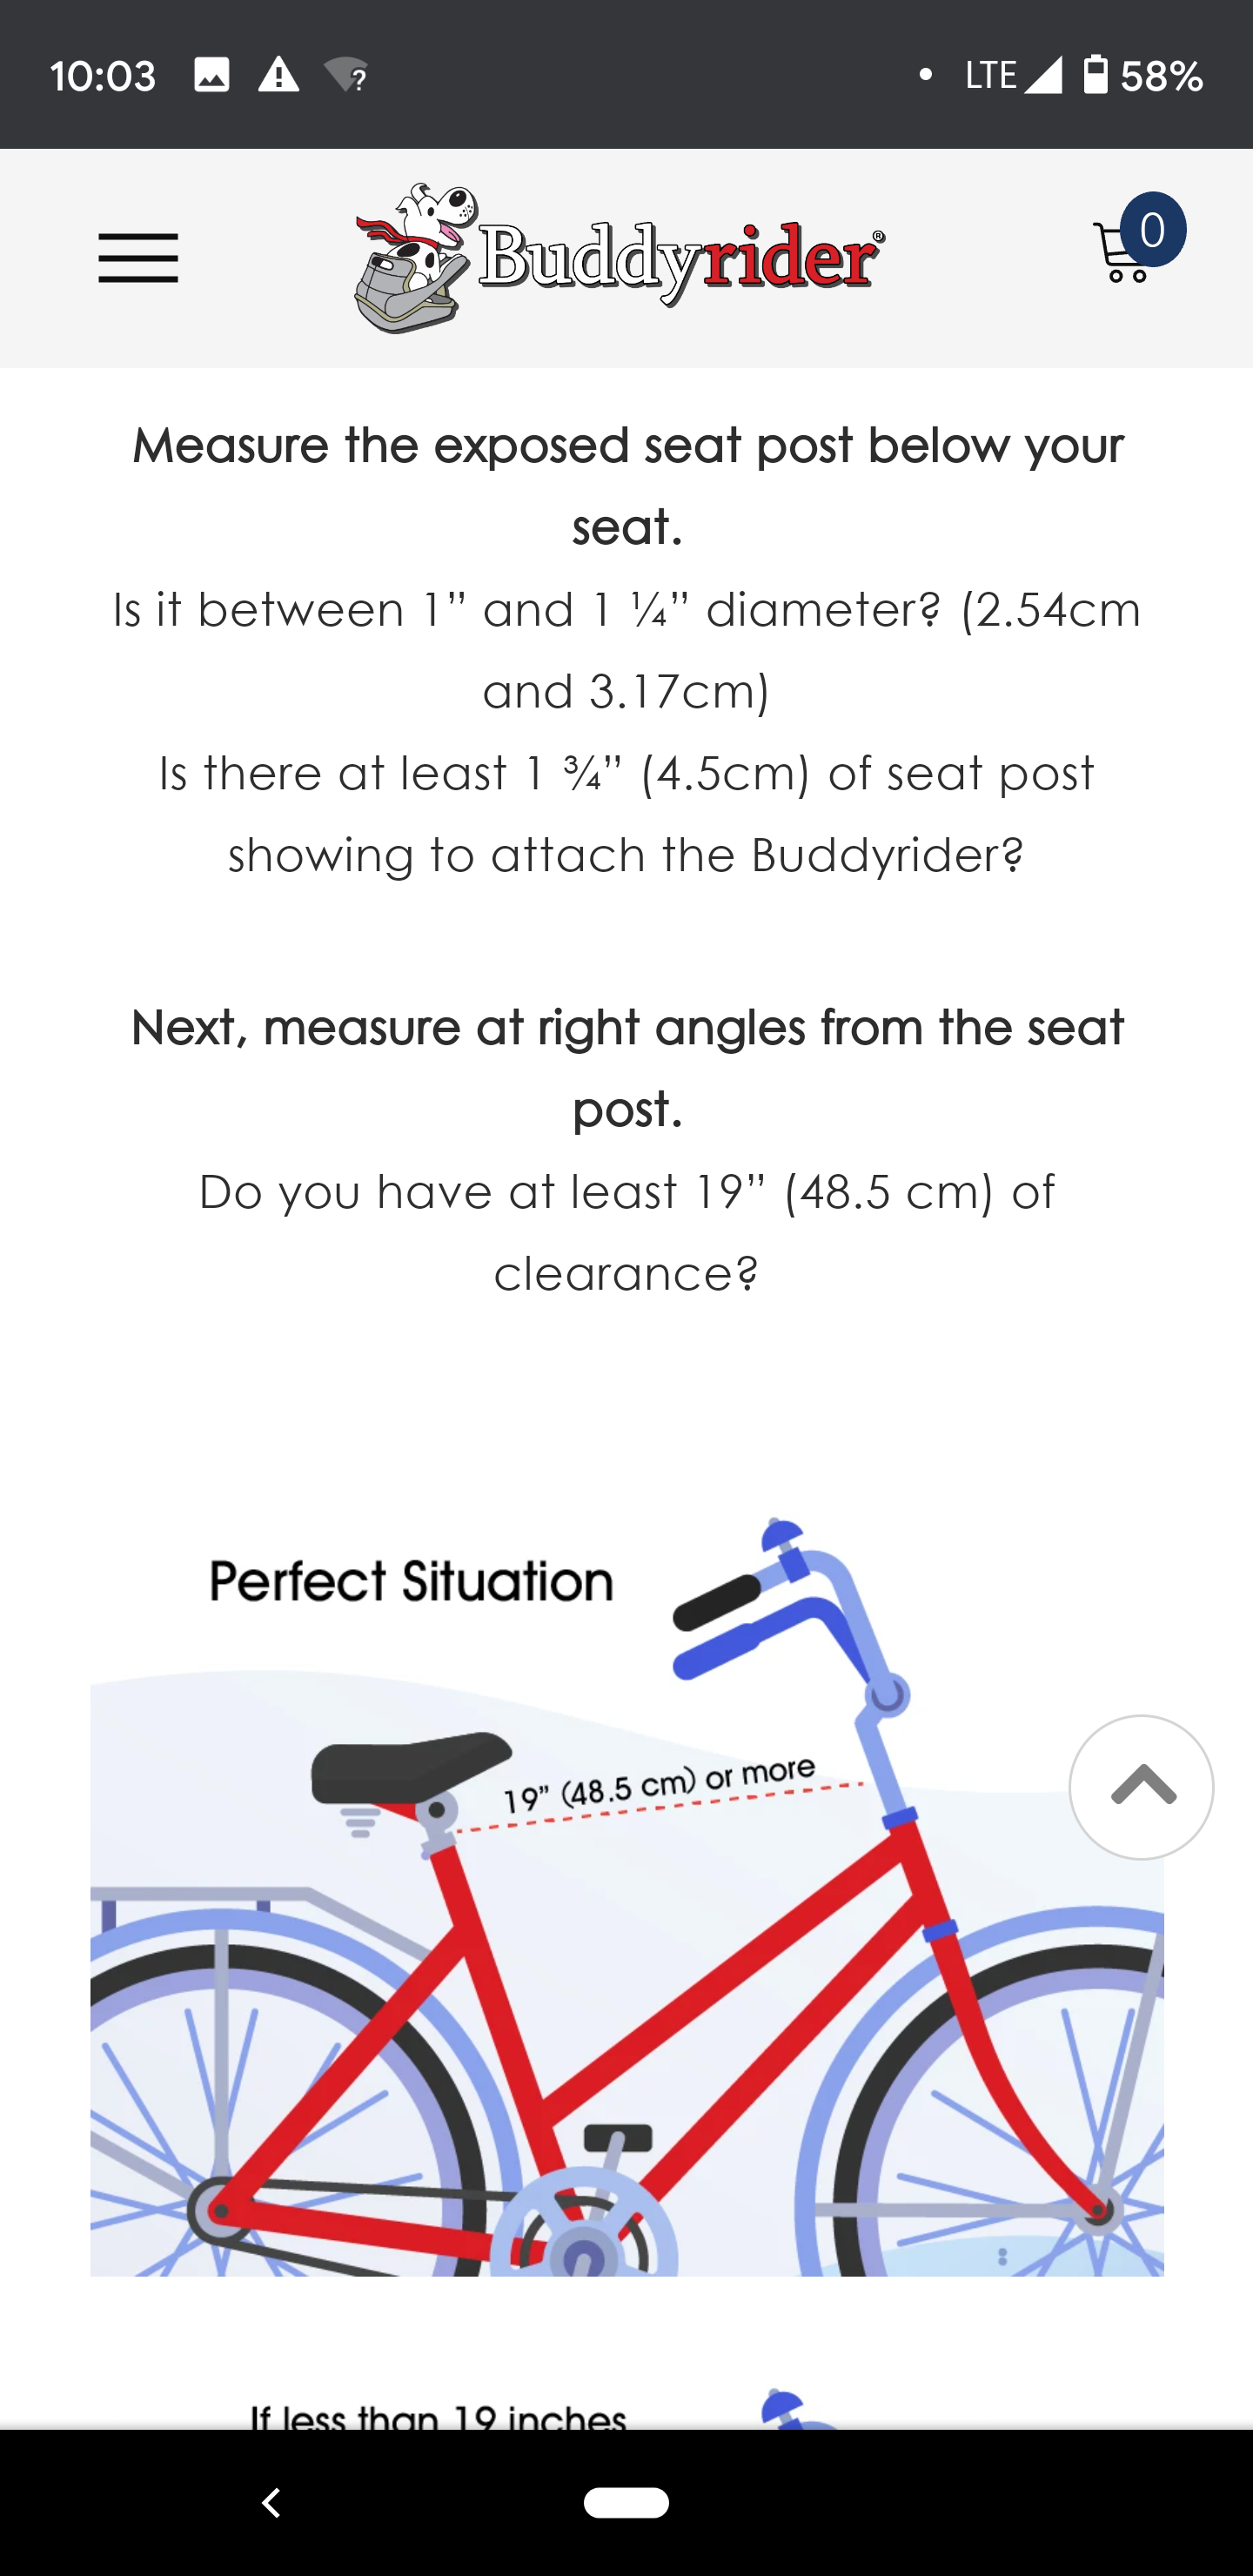 10:03 LTE 58%
Buddyrider® 0
Measure the exposed seat post below your
seat.
Is it between 1” and 1 ¼” diameter? (2.54cm
and 3.17cm)
Is there at least 1 ¾” (4.5cm) of seat post
showing to attach the Buddyrider?
Next, measure at right angles from the seat
post.
Do you have at least 19” (48.5 cm) of
clearance?
Perfect Situation
19” (48.5 cm) or more
If less than 19 inches